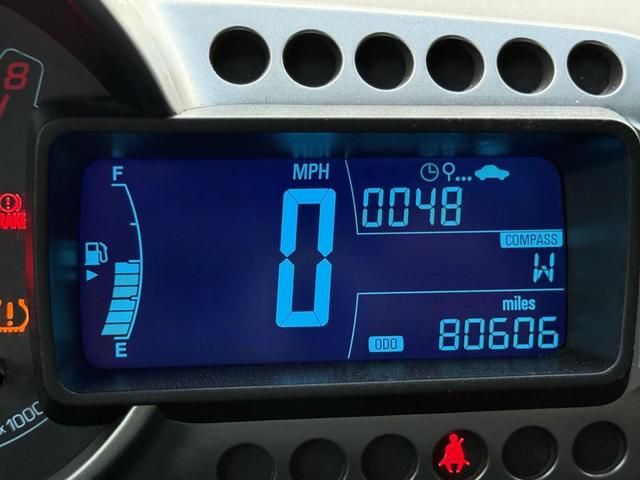 8
F
MPH
0
0048
COMPASS
W
miles
ODO 80606
E
BRAKE
x1000